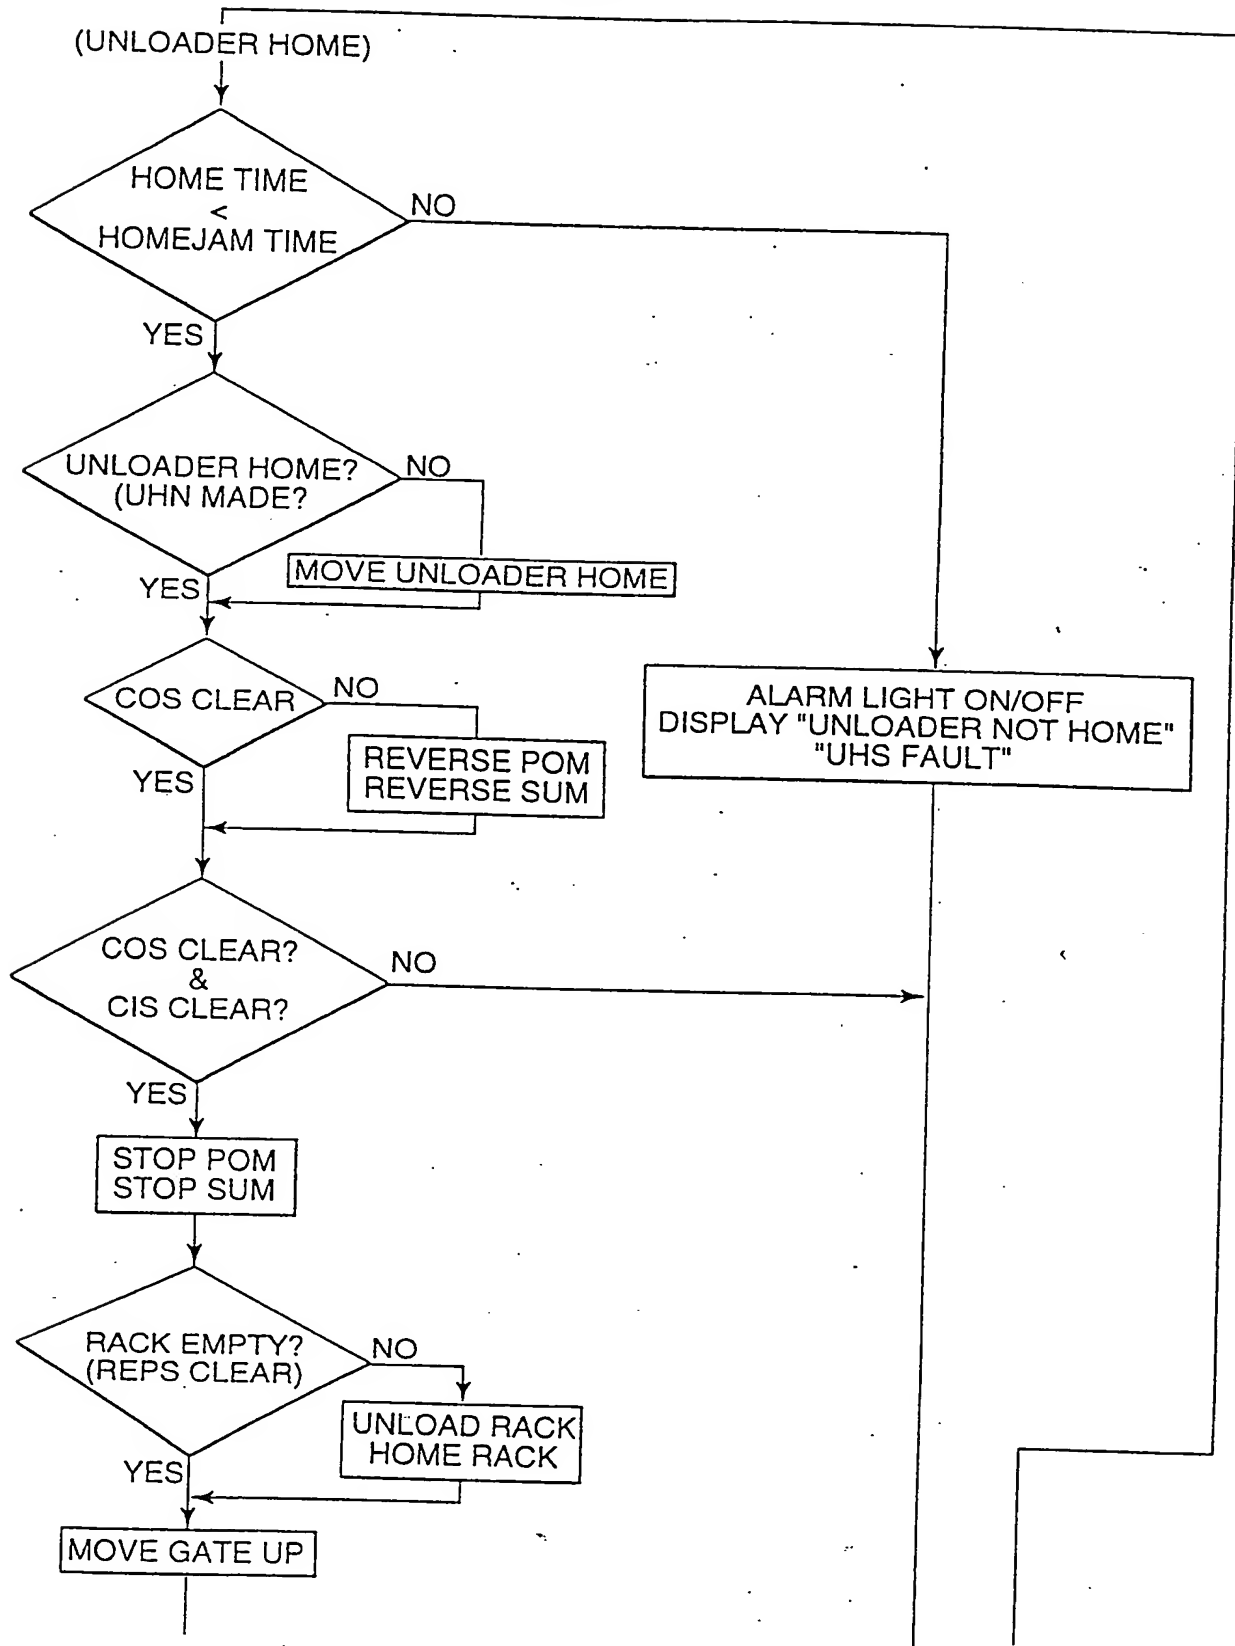 (UNLOADER HOME)
HOME TIME
<
HOMEJAM TIME
NO
YES
UNLOADER HOME?
(UHN MADE?
NO
MOVE UNLOADER HOME
YES
COS CLEAR
NO
REVERSE POM
REVERSE SUM
YES
ALARM LIGHT ON/OFF
DISPLAY "UNLOADER NOT HOME"
"UHS FAULT"
COS CLEAR?
&
CIS CLEAR?
NO
YES
STOP POM
STOP SUM
RACK EMPTY?
(REPS CLEAR)
NO
UNLOAD RACK
HOME RACK
YES
MOVE GATE UP